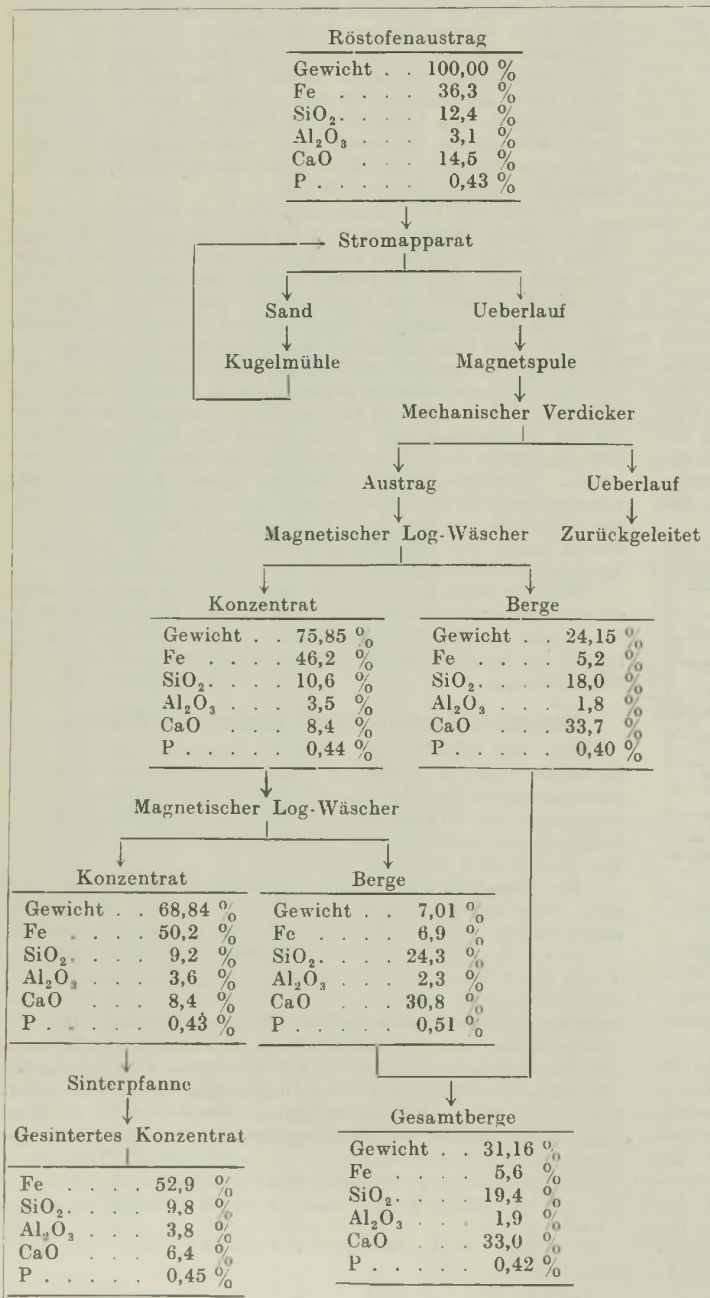 Röstofenaustrag
Gewicht . . 100,00 %
Fe . . . . 36,3 %
SiO₂. . . . 12,4 %
Al₂O₃ . . . 3,1 %
CaO . . . 14,5 %
P . . . . . 0,43 %
Stromapparat
Sand Ueberlauf
Kugelmühle Magnetspule
Mechanischer Verdicker
Austrag Ueberlauf
Magnetischer Log-Wäscher Zurückgeleitet
Konzentrat Berge
Gewicht . . 75,85 % Gewicht . . 24,15 %
Fe . . . . 46,2 % Fe . . . . 5,2 %
SiO₂. . . . 10,6 % SiO₂. . . . 18,0 %
Al₂O₃ . . . 3,5 % Al₂O₃ . . . 1,8 %
CaO . . . 8,4 % CaO . . . 33,7 %
P . . . . . 0,44 % P . . . . . 0,40 %
Magnetischer Log-Wäscher
Konzentrat Berge
Gewicht . . 68,84 % Gewicht . . 7,01 %
Fe . . . . 50,2 % Fe . . . . 6,9 %
SiO₂. . . . 9,2 % SiO₂. . . . 24,3 %
Al₂O₃ . . . 3,6 % Al₂O₃ . . . 2,3 %
CaO . . . 8,4 % CaO . . . 30,8 %
P . . . . . 0,43 % P . . . . . 0,51 %
Sinterpfanne
Gesintertes Konzentrat Gesamtberge
Gewicht . . 31,16 %
Fe . . . . 52,9 % Fe . . . . 5,6 %
SiO₂. . . . 9,8 % SiO₂. . . . 19,4 %
Al₂O₃ . . . 3,8 % Al₂O₃ . . . 1,9 %
CaO . . . 6,4 % CaO . . . 33,0 %
P . . . . . 0,45 % P . . . . . 0,42 %